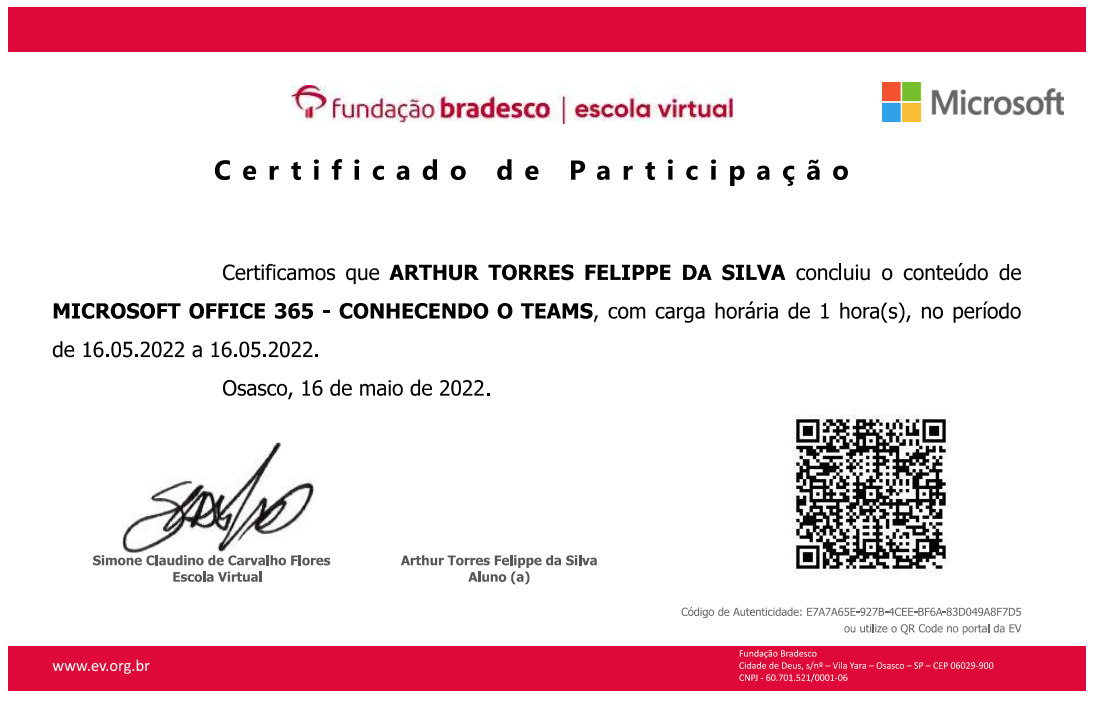 fundação bradesco | escola virtual
Microsoft
Certificado de Participação
Certificamos que ARTHUR TORRES FELIPPE DA SILVA concluiu o conteúdo de
MICROSOFT OFFICE 365 - CONHECENDO O TEAMS, com carga horária de 1 hora(s), no período
de 16.05.2022 a 16.05.2022.
Osasco, 16 de maio de 2022.
Simone Claudino de Carvalho Flores
Escola Virtual
Arthur Torres Felippe da Silva
Aluno (a)
Código de Autenticidade: E7A7A65E-927B-4CEE-BF6A-83D049A8F7D5
ou utilize o QR Code no portal da EV
www.ev.org.br
Fundação Bradesco
Cidade de Deus, s/nº – Vila Yara – Osasco – SP – CEP 06029-900
CNPJ - 60.701.521/0001-06